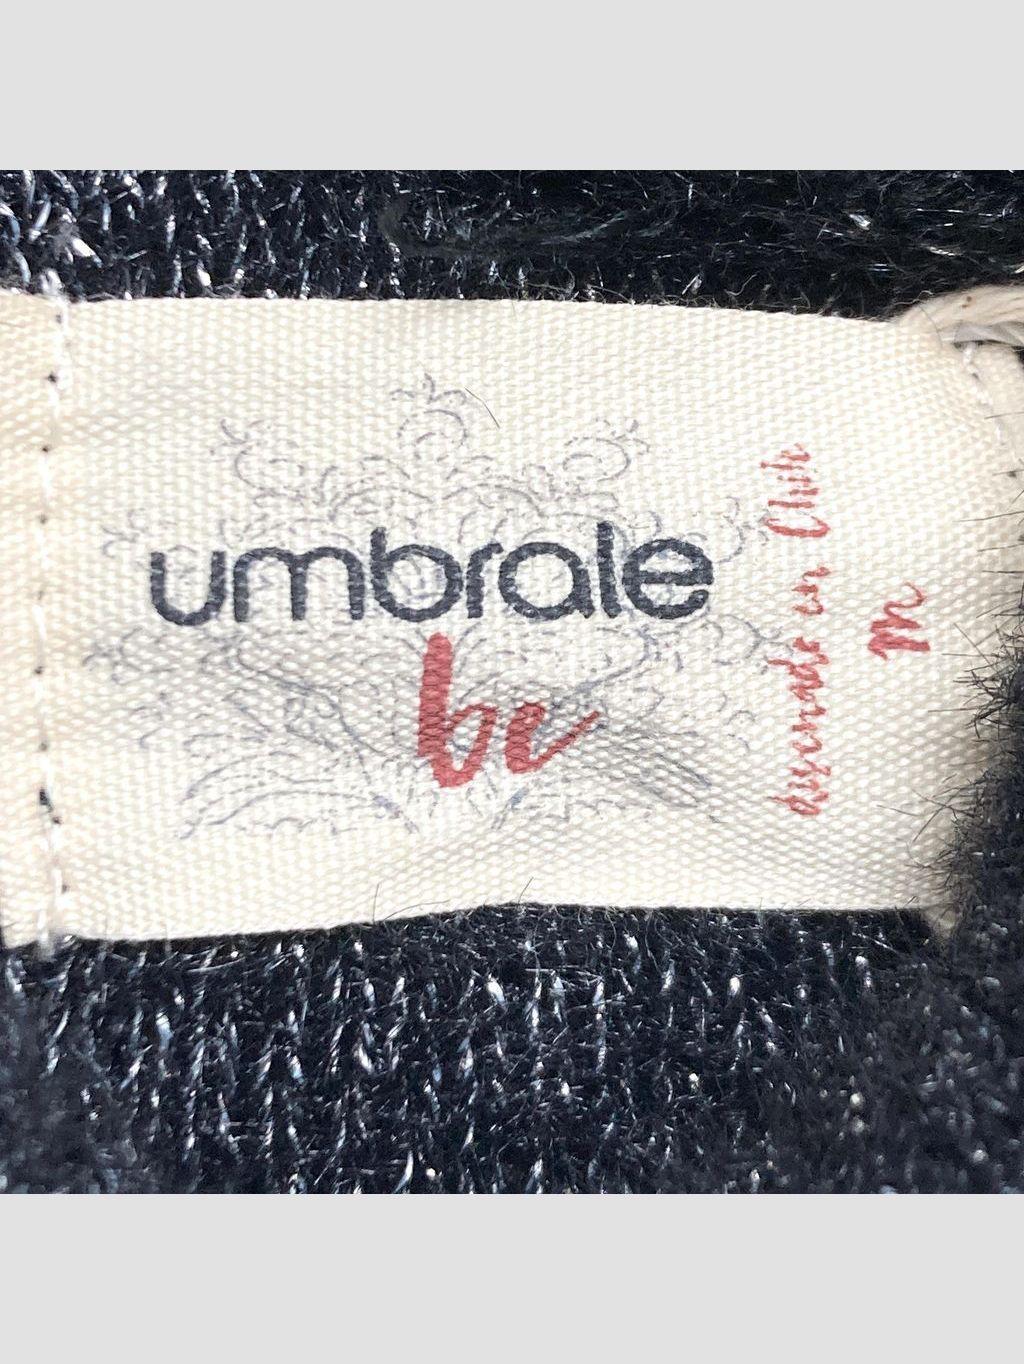 umbrale
be
diseñado en Chile
m